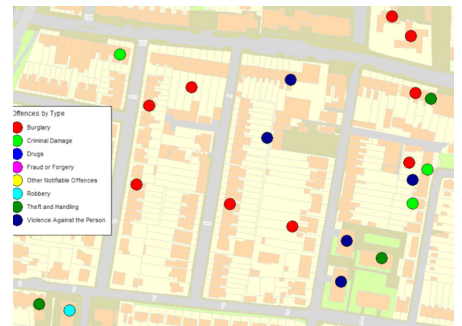 Offences by Type
Burglary
Criminal Damage
Drugs
Fraud or Forgery
Other Notifiable Offences
Robbery
Theft and Handling
Violence Against the Person